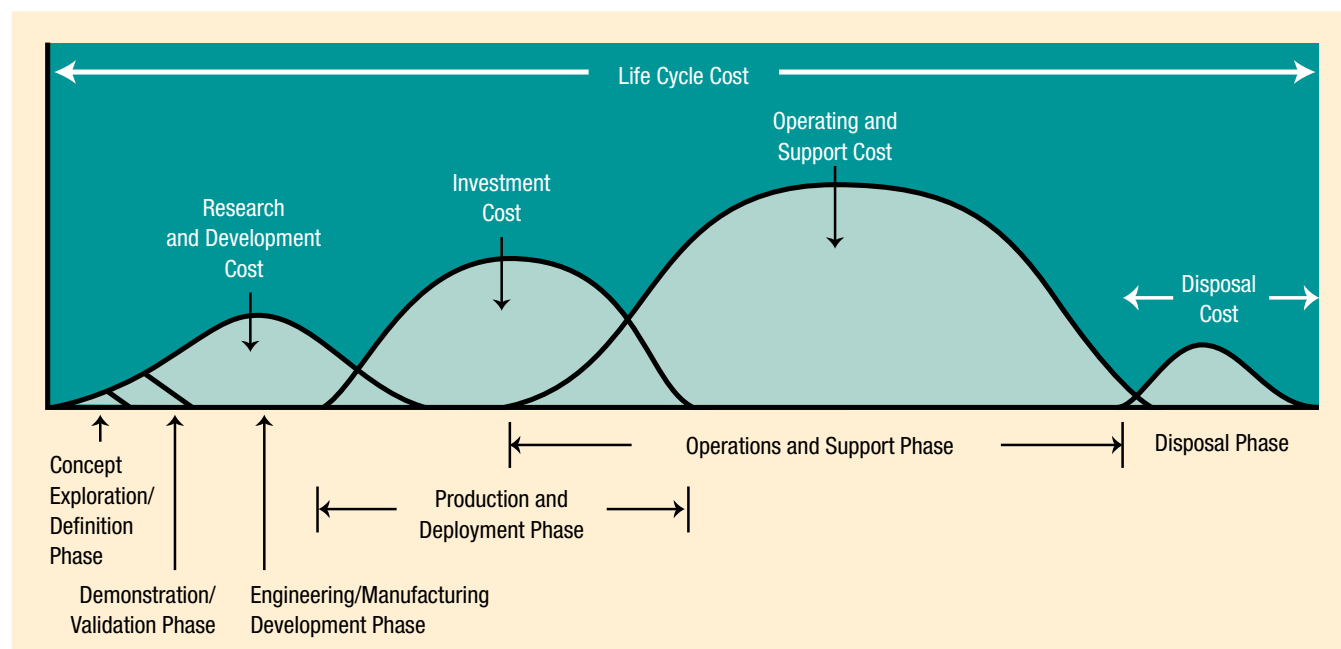 Life Cycle Cost
Operating and
Support Cost
Investment
Cost
Research
and Development
Cost
Disposal
Cost
Concept
Exploration/
Definition
Phase
Operations and Support Phase
Disposal Phase
Production and
Deployment Phase
Demonstration/
Validation Phase
Engineering/Manufacturing
Development Phase